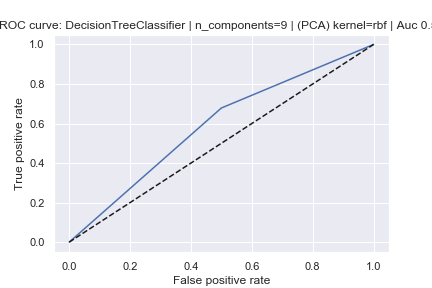 ROC curve: DecisionTreeClassifier | n_components=9 | (PCA) kernel=rbf | Auc
1.0
0.8
0.6
0.4
0.2
0.0
True positive rate
0.0 0.2 0.4 0.6 0.8 1.0
False positive rate